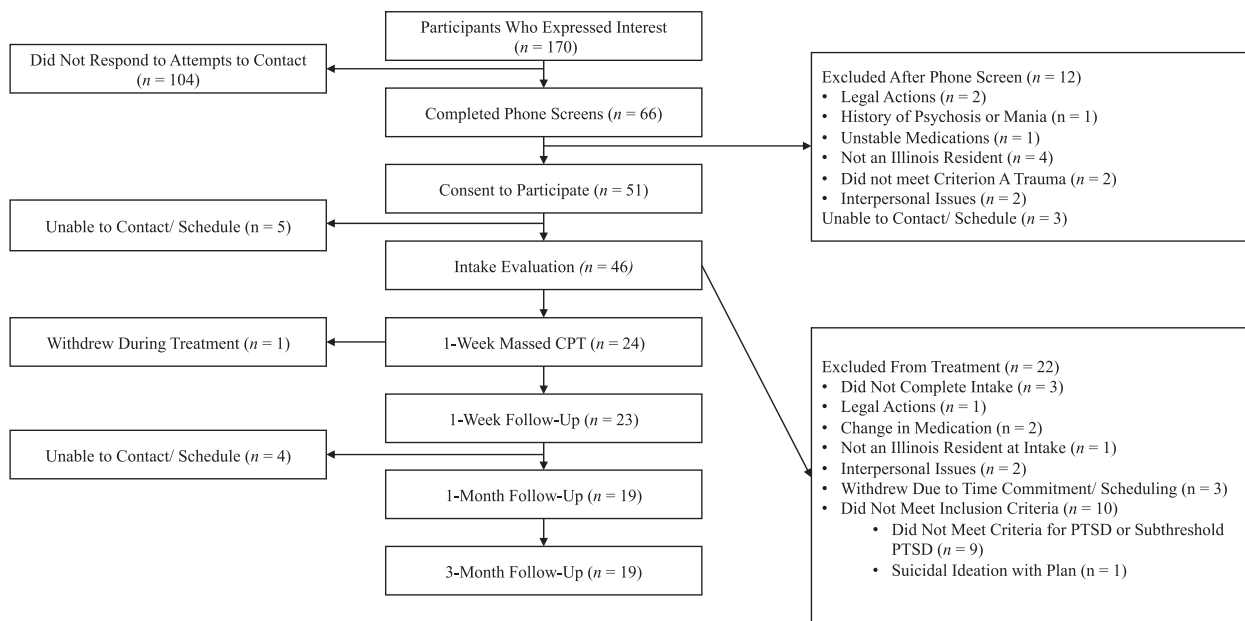 Participants Who Expressed Interest
(n = 170)
Did Not Respond to Attempts to Contact
(n = 104)
Completed Phone Screens (n = 66)
Excluded After Phone Screen (n = 12)
• Legal Actions (n = 2)
• History of Psychosis or Mania (n = 1)
• Unstable Medications (n = 1)
• Not an Illinois Resident (n = 4)
• Did not meet Criterion A Trauma (n = 2)
• Interpersonal Issues (n = 2)
Unable to Contact/ Schedule (n = 3)
Consent to Participate (n = 51)
Unable to Contact/ Schedule (n = 5)
Intake Evaluation (n = 46)
Withdrew During Treatment (n = 1)
1-Week Massed CPT (n = 24)
Excluded From Treatment (n = 22)
• Did Not Complete Intake (n = 3)
• Legal Actions (n = 1)
• Change in Medication (n = 2)
• Not an Illinois Resident at Intake (n = 1)
• Interpersonal Issues (n = 2)
• Withdrew Due to Time Commitment/ Scheduling (n = 3)
• Did Not Meet Inclusion Criteria (n = 10)
• Did Not Meet Criteria for PTSD or Subthreshold
PTSD (n = 9)
• Suicidal Ideation with Plan (n = 1)
1-Week Follow-Up (n = 23)
Unable to Contact/ Schedule (n = 4)
1-Month Follow-Up (n = 19)
3-Month Follow-Up (n = 19)